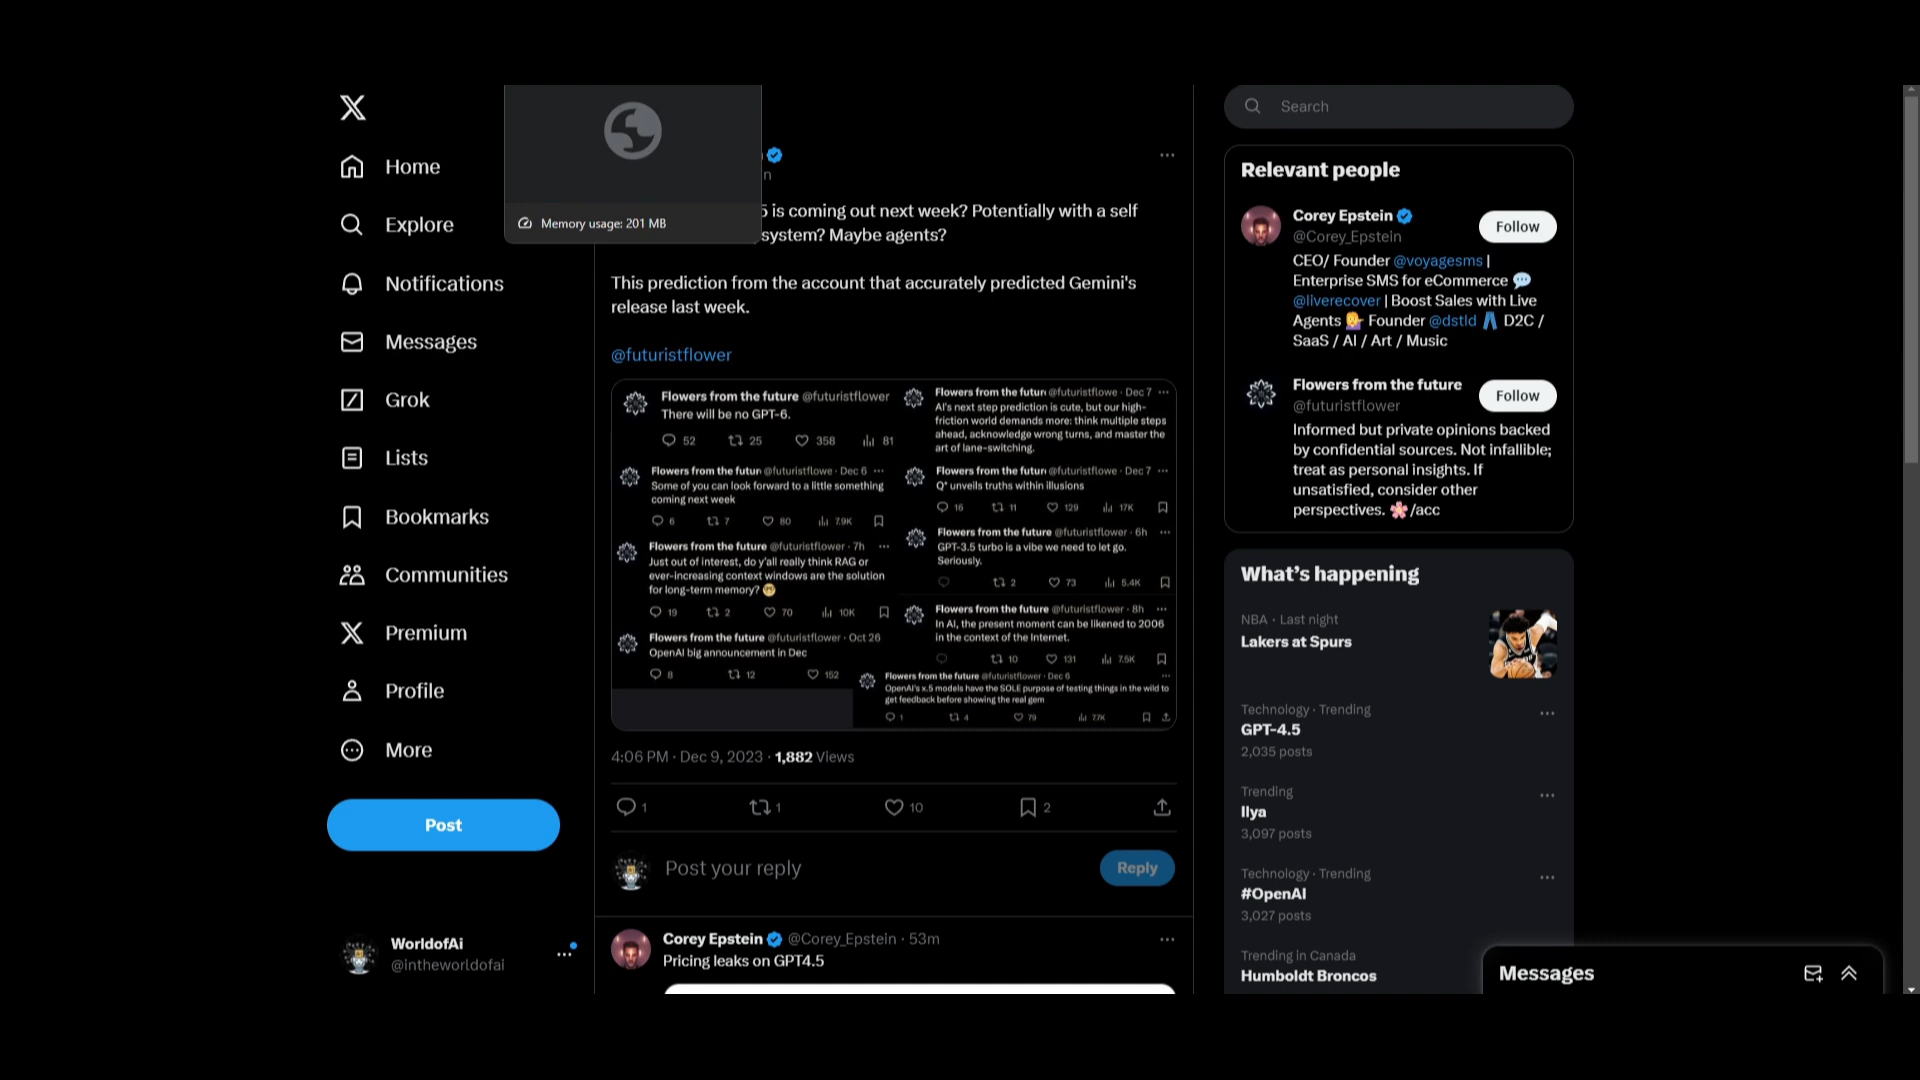 Home
Explore
Notifications
Messages
Grok
Lists
Bookmarks
Communities
Premium
Profile
More
Post
WorldofAi
@intheworldofai
Memory usage: 201 MB
n
5 is coming out next week? Potentially with a self
system? Maybe agents?
This prediction from the account that accurately predicted Gemini's
release last week.
@futuristflower
Flowers from the future @futuristflower
There will be no GPT-6.
52 25 358 81
Flowers from the futur @futuristflowe · Dec 6 ···
Some of you can look forward to a little something
coming next week
6 7 80 7.9K
Flowers from the future @futuristflower · 7h ···
Just out of interest, do y'all really think RAG or
ever-increasing context windows are the solution
for long-term memory?
19 2 70 10K
Flowers from the future @futuristflower · Oct 26
OpenAI big announcement in Dec
8 12 152
Flowers from the futur @futuristflowe · Dec 7 ···
AI's next step prediction is cute, but our high-
friction world demands more: think multiple steps
ahead, acknowledge wrong turns, and master the
art of lane-switching.
Flowers from the futur @futuristflowe · Dec 7 ···
Q* unveils truths within illusions
16 11 129 17K
Flowers from the future @futuristflower · 6h ···
GPT-3.5 turbo is a vibe we need to let go.
Seriously.
2 73 5.4K
Flowers from the future @futuristflower · 8h ···
In AI, the present moment can be likened to 2006
in the context of the Internet.
10 131 7.5K
Flowers from the future @futuristflower · Dec 6 ···
OpenAI's x.5 models have the SOLE purpose of testing things in the wild to
get feedback before showing the real gem
1 4 79 7.7K
4:06 PM · Dec 9, 2023 · 1,882 Views
1 1 10 2
Post your reply
Reply
Corey Epstein @Corey_Epstein · 53m
Pricing leaks on GPT4.5
Search
Relevant people
Corey Epstein
@Corey_Epstein
Follow
CEO/ Founder @voyagesms |
Enterprise SMS for eCommerce
@liverecover | Boost Sales with Live
Agents Founder @dstld D2C /
SaaS / AI / Art / Music
Flowers from the future
@futuristflower
Follow
Informed but private opinions backed
by confidential sources. Not infallible;
treat as personal insights. If
unsatisfied, consider other
perspectives. /acc
What's happening
NBA · Last night
Lakers at Spurs
Technology · Trending
GPT-4.5
2,035 posts
Trending
Ilya
3,097 posts
Technology · Trending
#OpenAI
3,027 posts
Trending in Canada
Humboldt Broncos
Messages